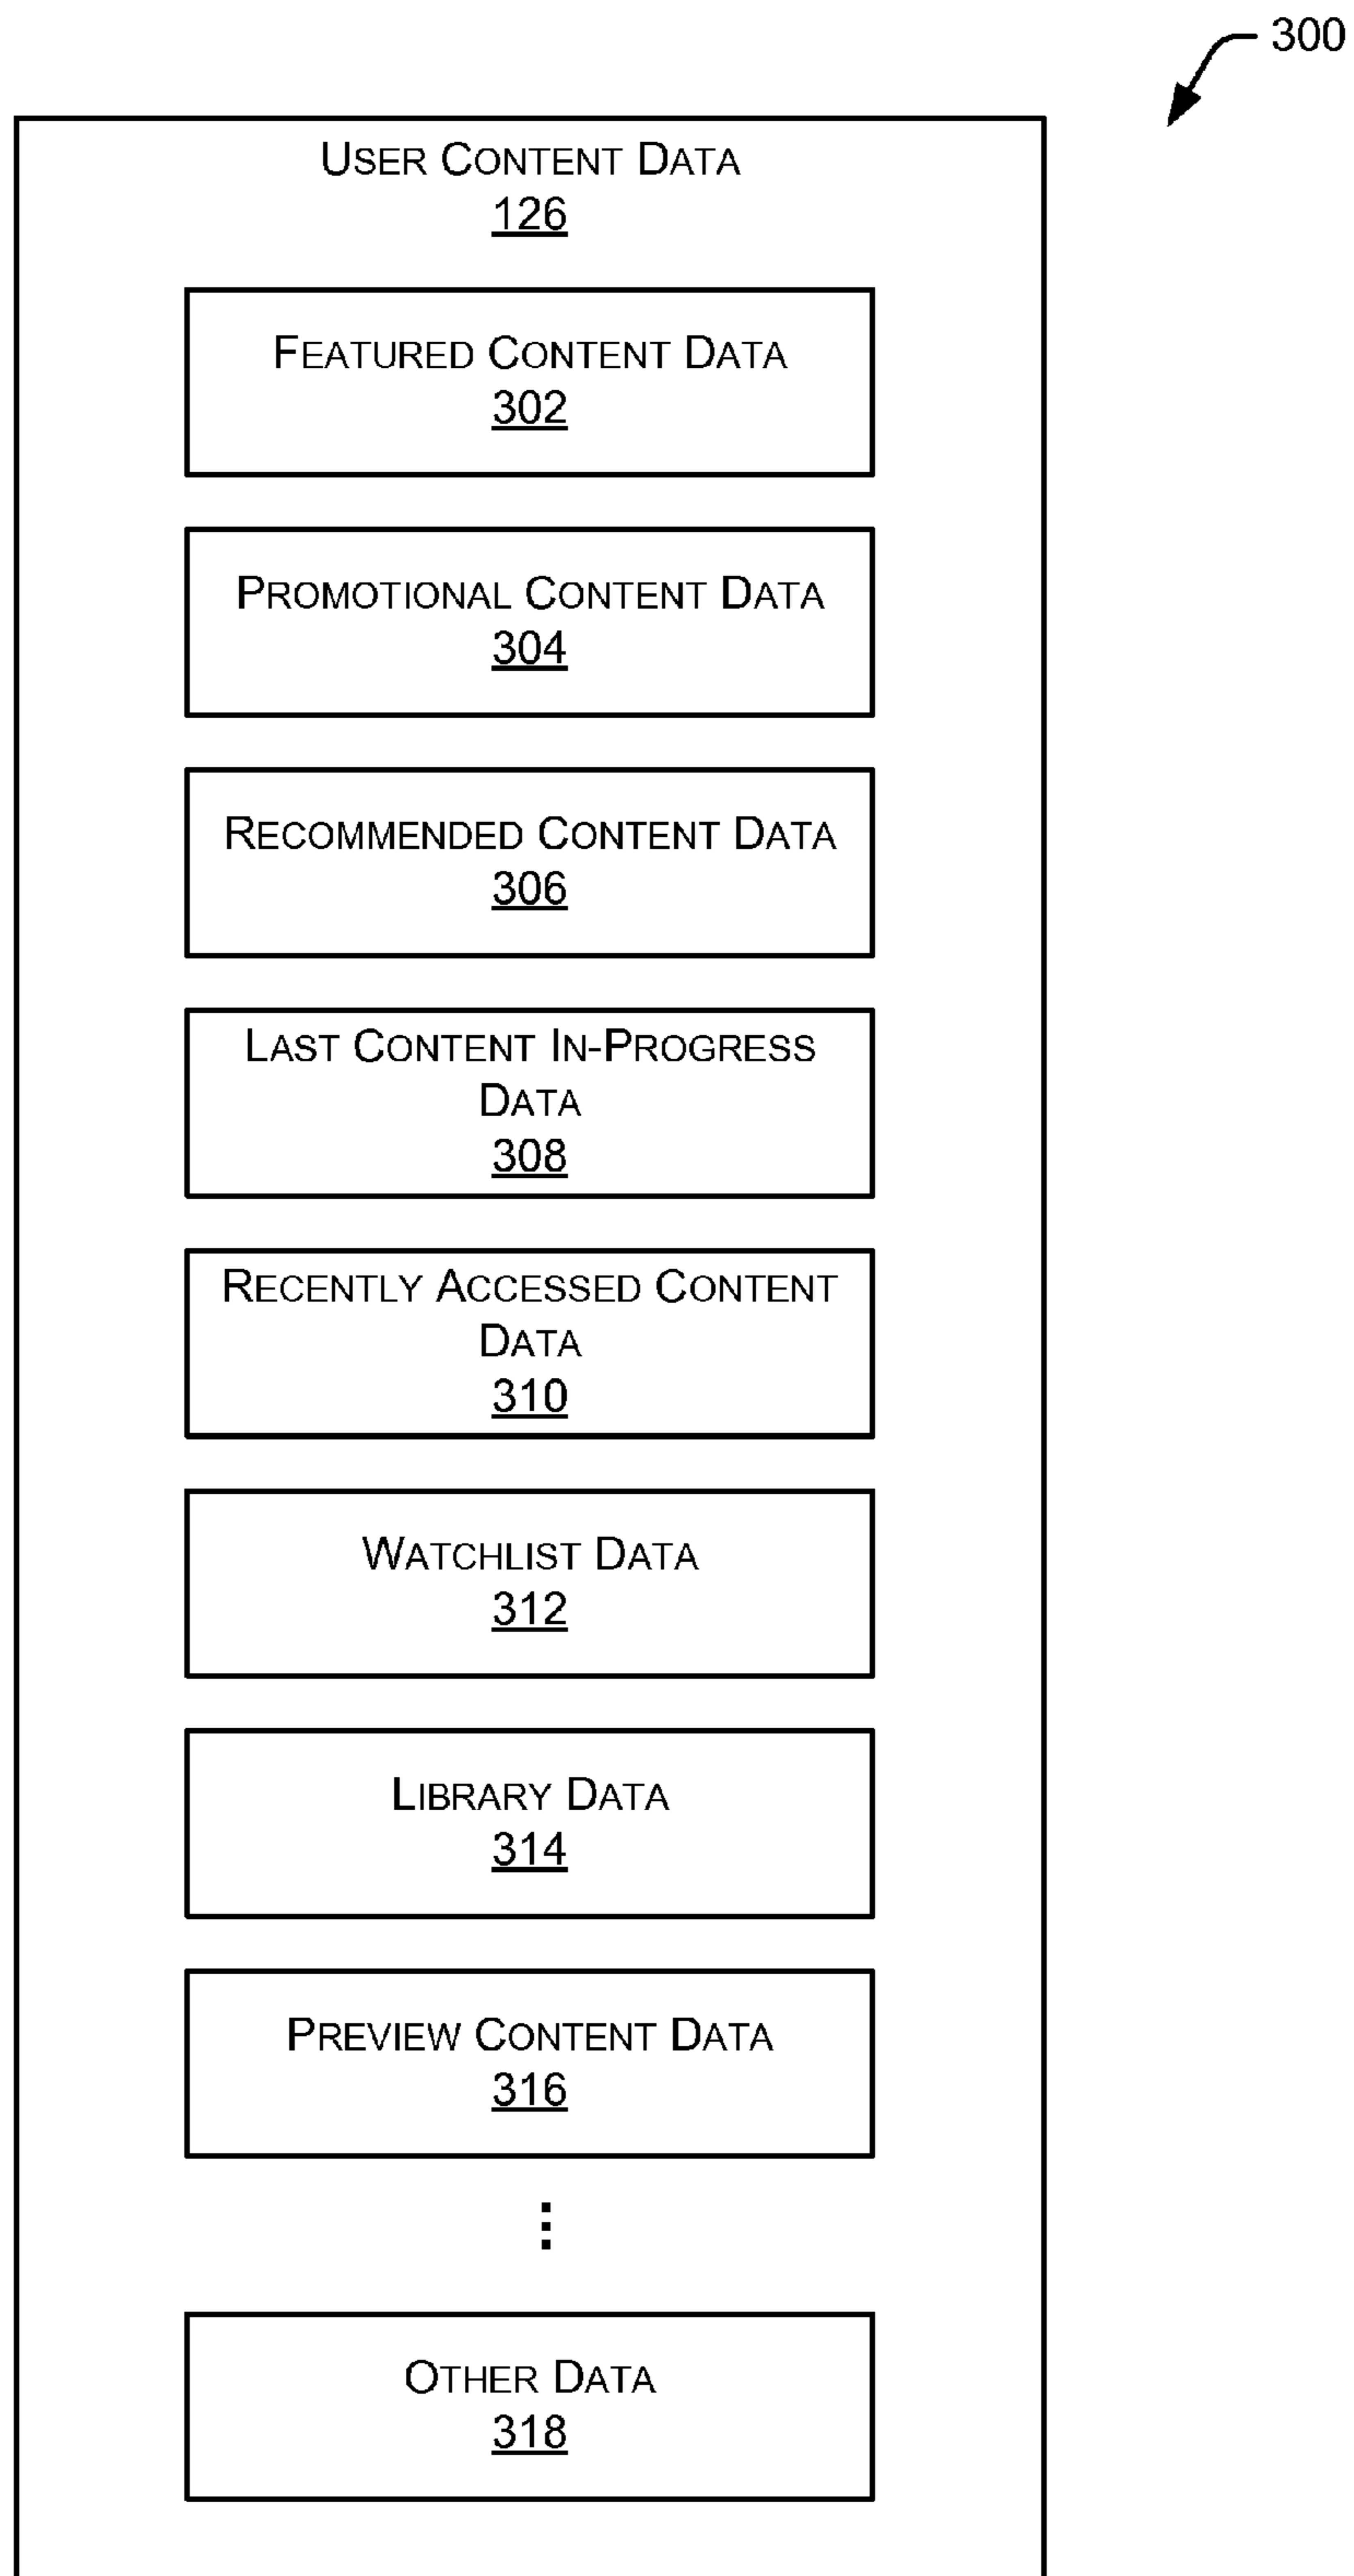 300
USER CONTENT DATA
126
FEATURED CONTENT DATA
302
PROMOTIONAL CONTENT DATA
304
RECOMMENDED CONTENT DATA
306
LAST CONTENT IN-PROGRESS
DATA
308
RECENTLY ACCESSED CONTENT
DATA
310
WATCHLIST DATA
312
LIBRARY DATA
314
PREVIEW CONTENT DATA
316
OTHER DATA
318